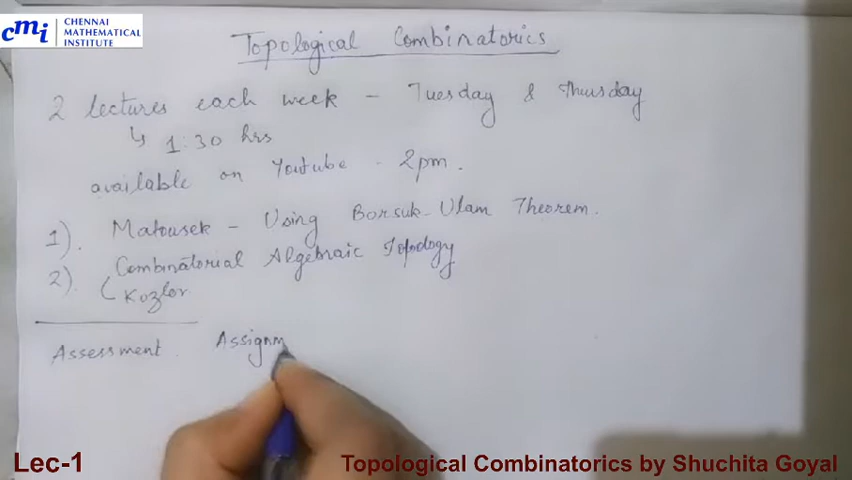 cmi
CHENNAI
MATHEMATICAL
INSTITUTE
Topological Combinatorics
2 lectures each week - Tuesday & Thursday
↳ 1:30 hrs
available on Youtube - 2pm.
1). Matousek - Using Borsuk-Ulam Theorem.
2). Combinatorial Algebraic Topology
( Kozlov
Assessment. Assignm
Lec-1
Topological Combinatorics by Shuchita Goyal